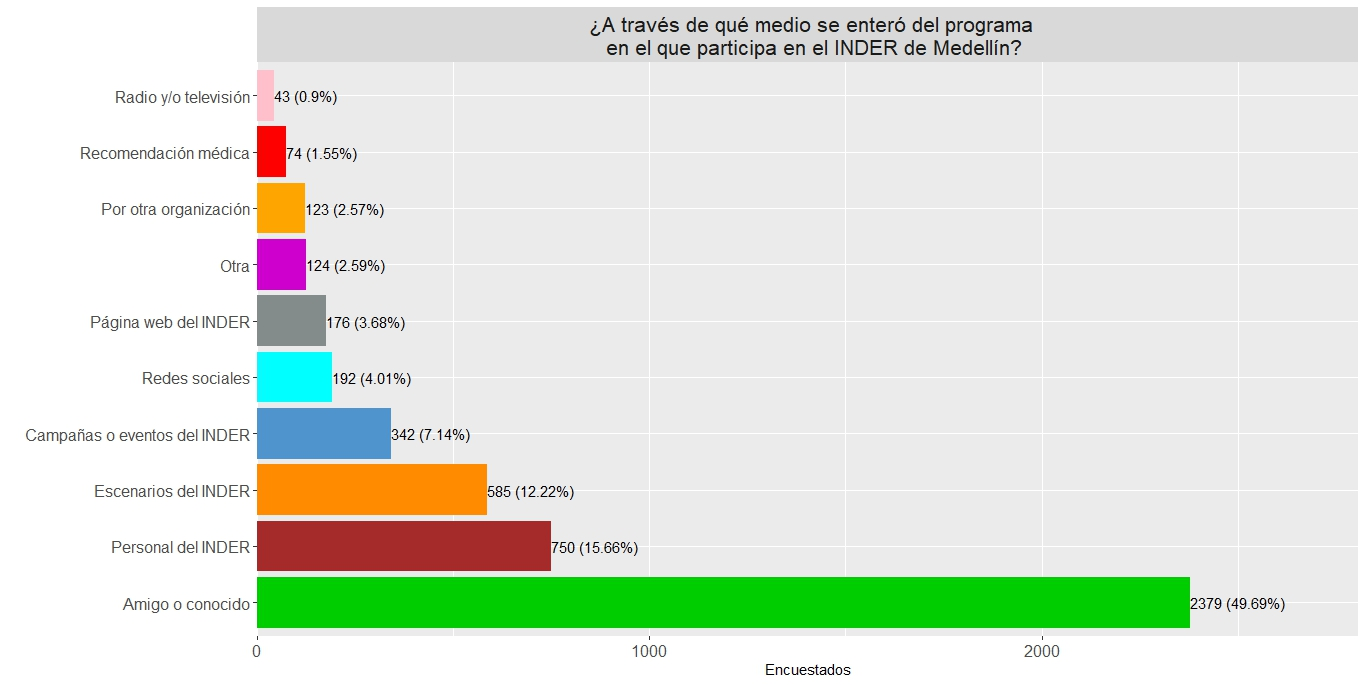 ¿A través de qué medio se enteró del programa
en el que participa en el INDER de Medellín?
Radio y/o televisión 43 (0.9%)
Recomendación médica 74 (1.55%)
Por otra organización 123 (2.57%)
Otra 124 (2.59%)
Página web del INDER 176 (3.68%)
Redes sociales 192 (4.01%)
Campañas o eventos del INDER 342 (7.14%)
Escenarios del INDER 585 (12.22%)
Personal del INDER 750 (15.66%)
Amigo o conocido 2379 (49.69%)
0 1000 2000
Encuestados